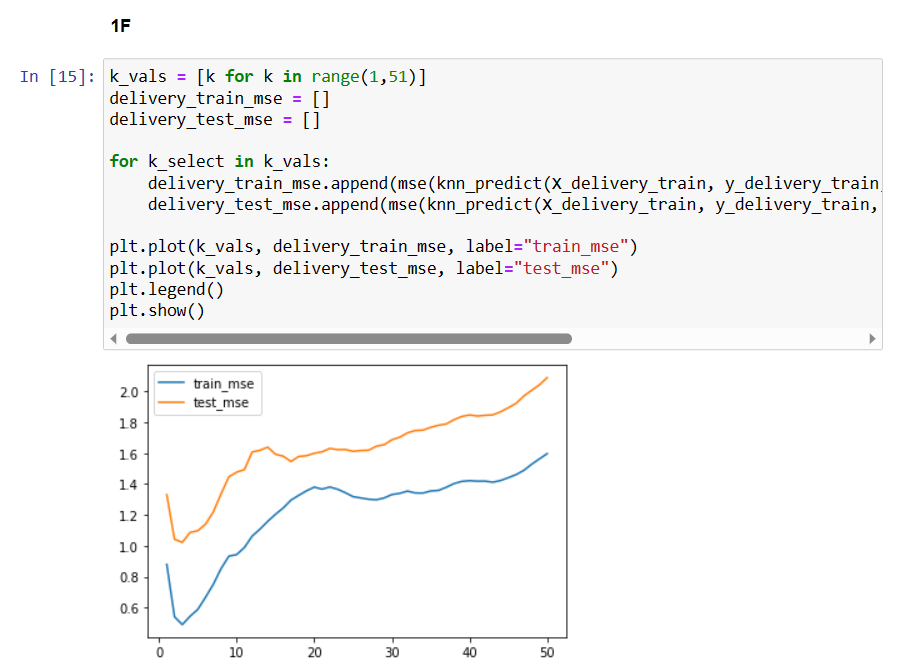 1F
In [15]:
k_vals = [k for k in range(1,51)]
delivery_train_mse = []
delivery_test_mse = []
for k_select in k_vals:
    delivery_train_mse.append(mse(knn_predict(X_delivery_train, y_delivery_train,
    delivery_test_mse.append(mse(knn_predict(X_delivery_train, y_delivery_train,
plt.plot(k_vals, delivery_train_mse, label="train_mse")
plt.plot(k_vals, delivery_test_mse, label="test_mse")
plt.legend()
plt.show()
train_mse
test_mse
2.0
1.8
1.6
1.4
1.2
1.0
0.8
0.6
0 10 20 30 40 50